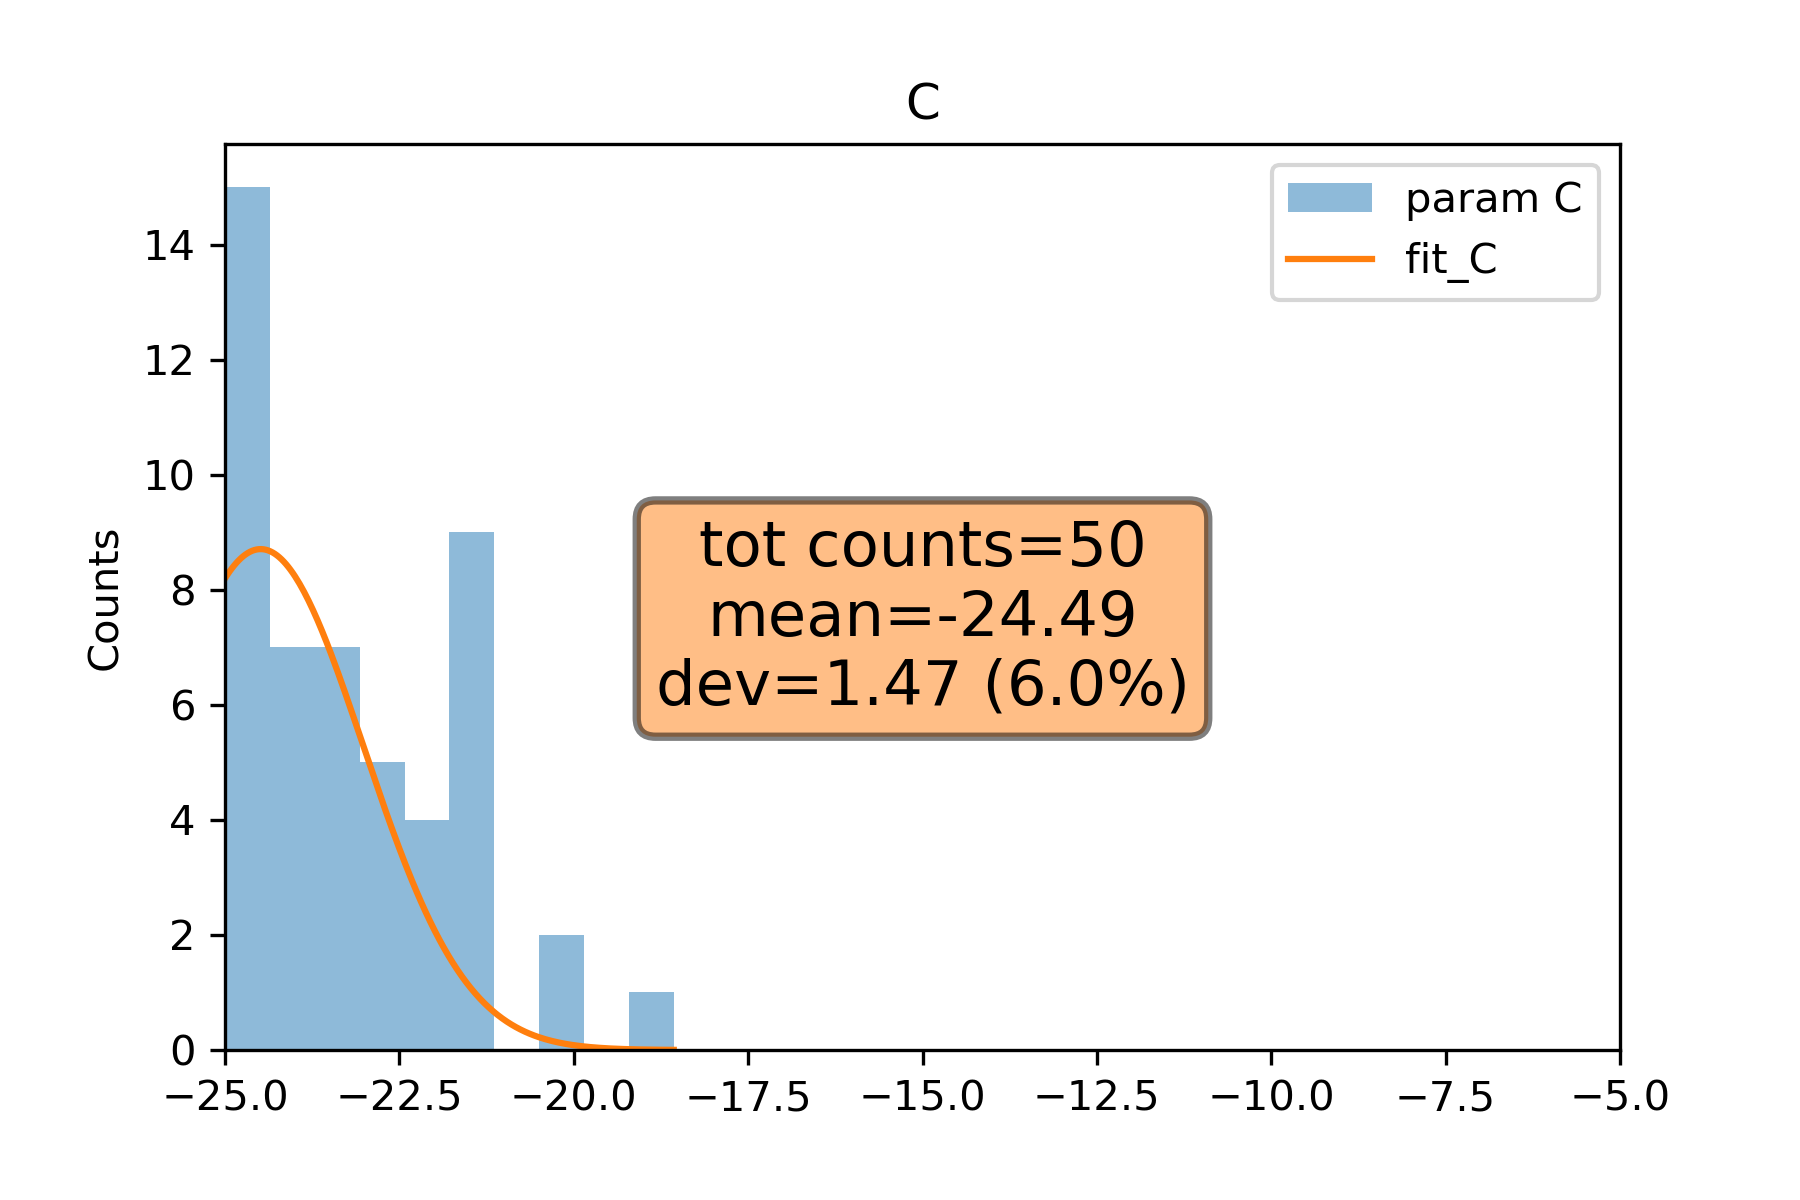 C
param C
fit_C
Counts
14
12
10
8
6
4
2
0
tot counts=50
mean=-24.49
dev=1.47 (6.0%)
−25.0 −22.5 −20.0 −17.5 −15.0 −12.5 −10.0 −7.5 −5.0